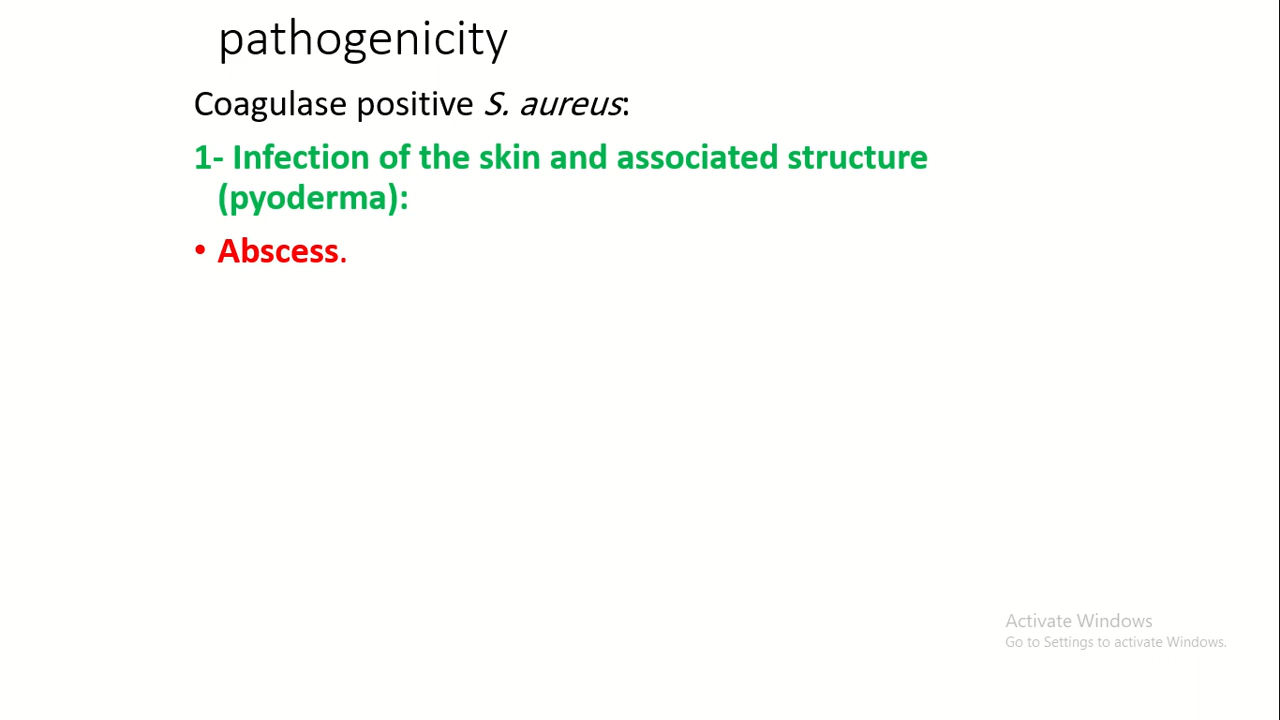 pathogenicity
Coagulase positive S. aureus:
1- Infection of the skin and associated structure
(pyoderma):
• Abscess.
Activate Windows
Go to Settings to activate Windows.